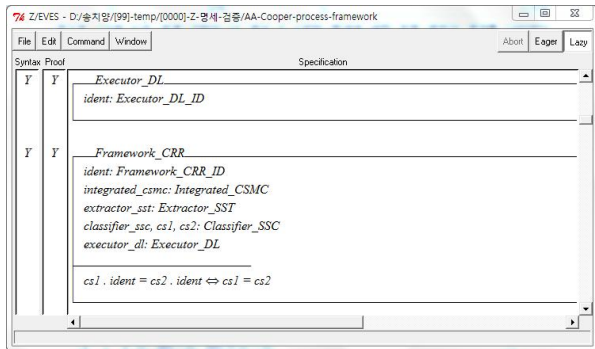 Z/EVES - D:/송치양/[99]-temp/[0000]-Z-명세-검증/AA-Cooper-process-framework
File Edit Command Window Abort Eager Lazy
Syntax Proof Specification
Y Y Executor_DL
ident: Executor_DL_ID
Y Y Framework_CRR
ident: Framework_CRR_ID
integrated_csmc: Integrated_CSMC
extractor_sst: Extractor_SST
classifier_ssc, cs1, cs2: Classifier_SSC
executor_dl: Executor_DL
cs1 . ident = cs2 . ident ⇔ cs1 = cs2